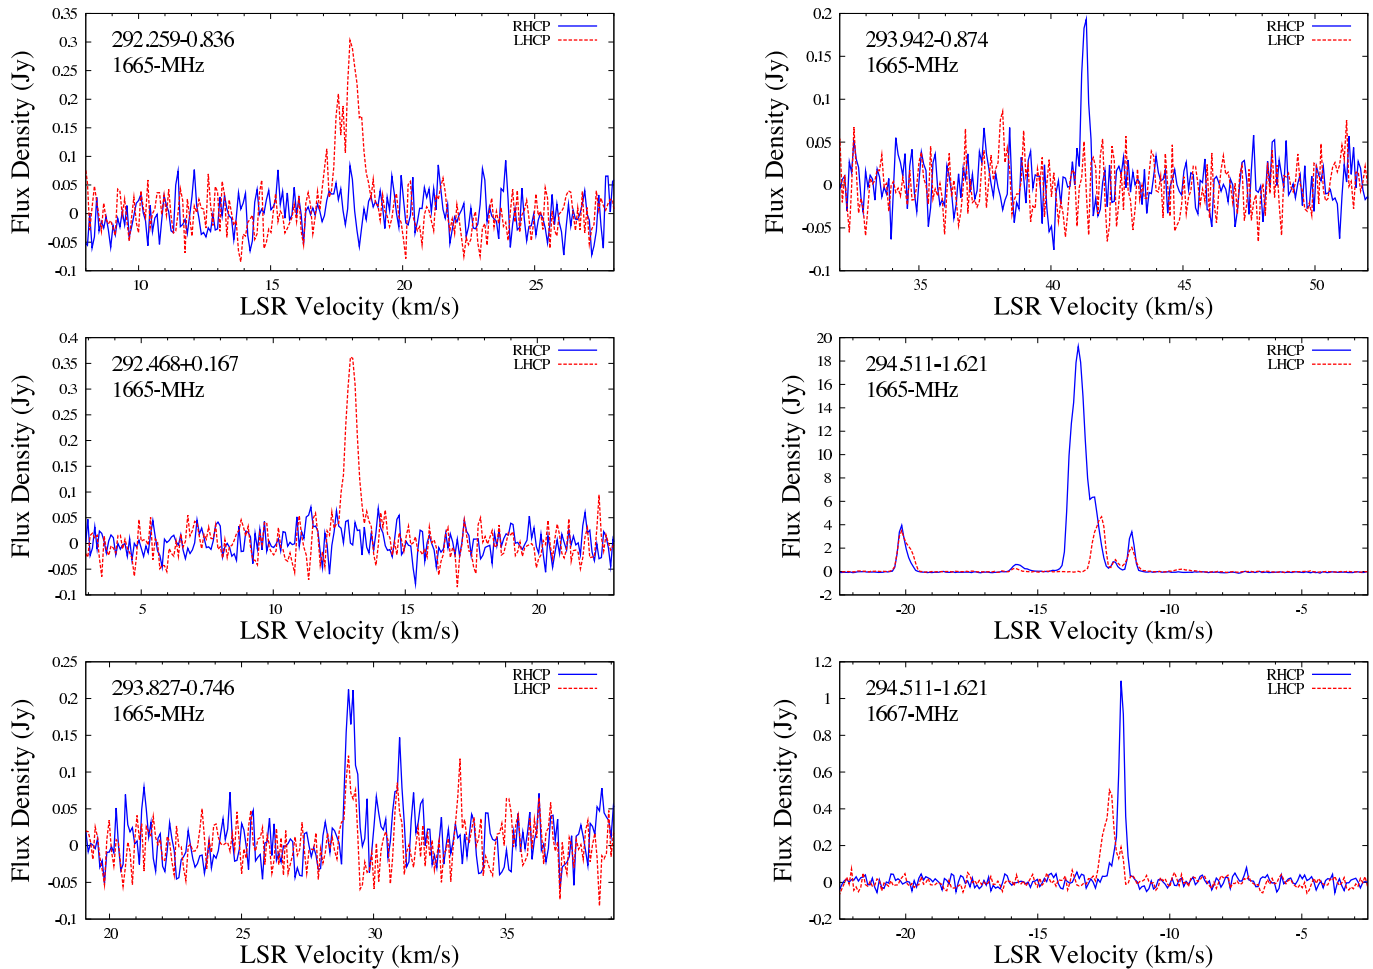 292.259-0.836
1665-MHz
RHCP
LHCP
Flux Density (Jy)
0.35
0.3
0.25
0.2
0.15
0.1
0.05
0
-0.05
-0.1
10 15 20 25
LSR Velocity (km/s)
293.942-0.874
1665-MHz
RHCP
LHCP
Flux Density (Jy)
0.2
0.15
0.1
0.05
0
-0.05
-0.1
35 40 45 50
LSR Velocity (km/s)
292.468+0.167
1665-MHz
RHCP
LHCP
Flux Density (Jy)
0.4
0.35
0.3
0.25
0.2
0.15
0.1
0.05
0
-0.05
-0.1
5 10 15 20
LSR Velocity (km/s)
294.511-1.621
1665-MHz
RHCP
LHCP
Flux Density (Jy)
20
18
16
14
12
10
8
6
4
2
0
-2
-20 -15 -10 -5
LSR Velocity (km/s)
293.827-0.746
1665-MHz
RHCP
LHCP
Flux Density (Jy)
0.25
0.2
0.15
0.1
0.05
0
-0.05
-0.1
20 25 30 35
LSR Velocity (km/s)
294.511-1.621
1667-MHz
RHCP
LHCP
Flux Density (Jy)
1.2
1
0.8
0.6
0.4
0.2
0
-0.2
-20 -15 -10 -5
LSR Velocity (km/s)